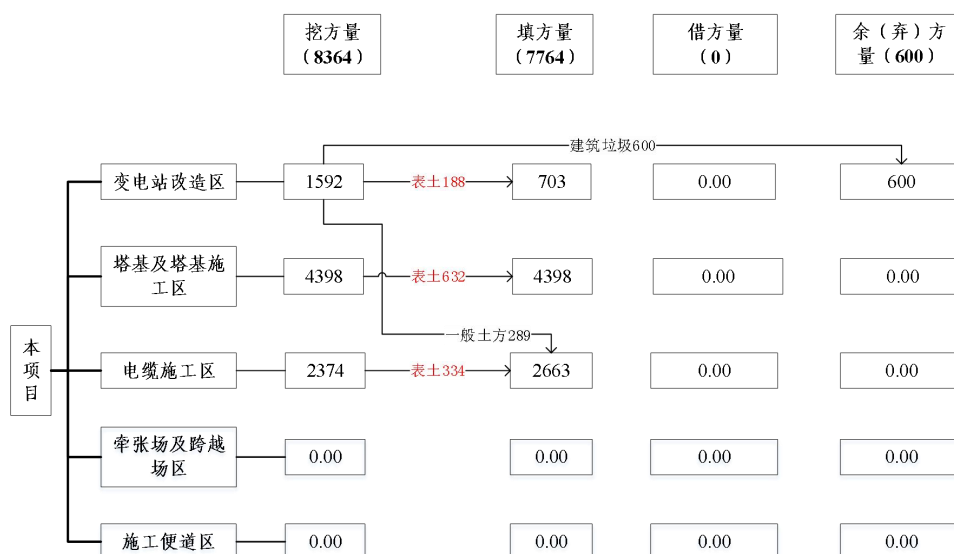 挖方量
（8364）
填方量
（7764）
借方量
（0）
余（弃）方
量（600）
建筑垃圾600
变电站改造区
1592
表土188
703
0.00
600
塔基及塔基施
工区
4398
表土632
4398
0.00
0.00
一般土方289
本
项
目
电缆施工区
2374
表土334
2663
0.00
0.00
牵张场及跨越
场区
0.00
0.00
0.00
0.00
施工便道区
0.00
0.00
0.00
0.00